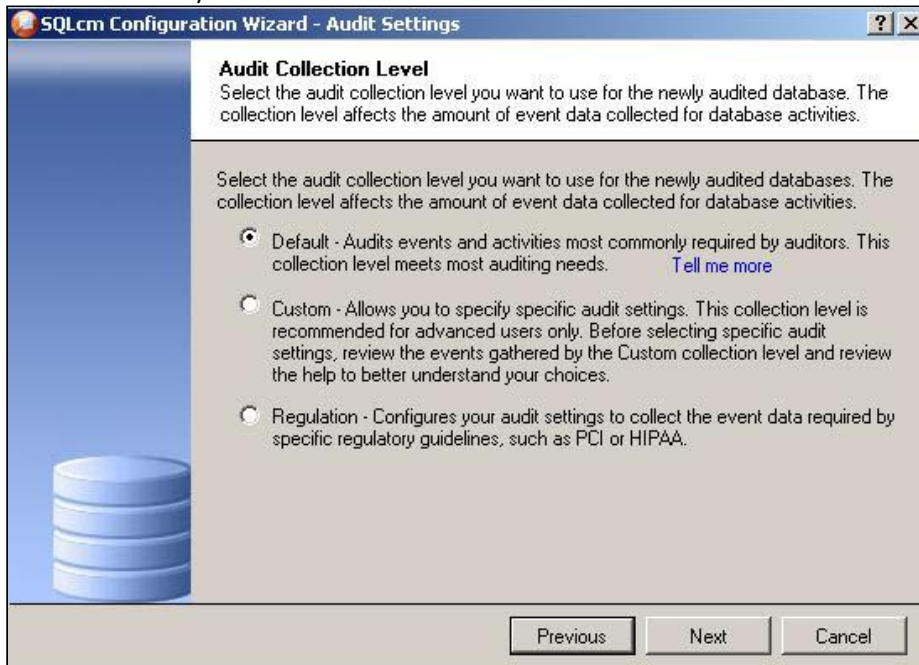 SQLcm Configuration Wizard - Audit Settings
Audit Collection Level
Select the audit collection level you want to use for the newly audited database. The
collection level affects the amount of event data collected for database activities.
Select the audit collection level you want to use for the newly audited databases. The
collection level affects the amount of event data collected for database activities.
Default - Audits events and activities most commonly required by auditors. This
collection level meets most auditing needs. Tell me more
Custom - Allows you to specify specific audit settings. This collection level is
recommended for advanced users only. Before selecting specific audit
settings, review the events gathered by the Custom collection level and review
the help to better understand your choices.
Regulation - Configures your audit settings to collect the event data required by
specific regulatory guidelines, such as PCI or HIPAA.
Previous Next Cancel